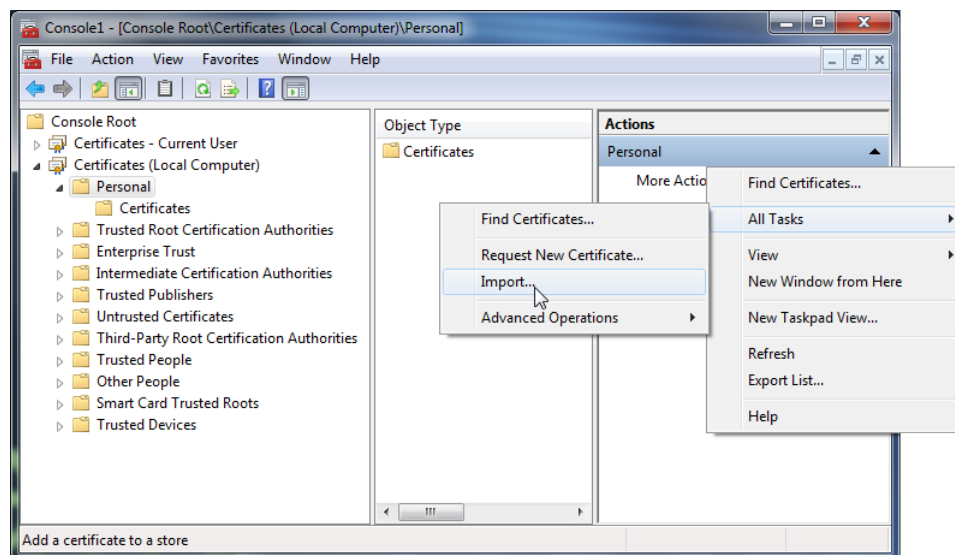 Console1 - [Console Root\Certificates (Local Computer)\Personal]
File Action View Favorites Window Help
Console Root
Certificates - Current User
Certificates (Local Computer)
Personal
Certificates
Trusted Root Certification Authorities
Enterprise Trust
Intermediate Certification Authorities
Trusted Publishers
Untrusted Certificates
Third-Party Root Certification Authorities
Trusted People
Other People
Smart Card Trusted Roots
Trusted Devices
Object Type
Certificates
Actions
Personal
More Actio
Find Certificates...
Request New Certificate...
Import...
Advanced Operations
Find Certificates...
All Tasks
View
New Window from Here
New Taskpad View...
Refresh
Export List...
Help
Add a certificate to a store